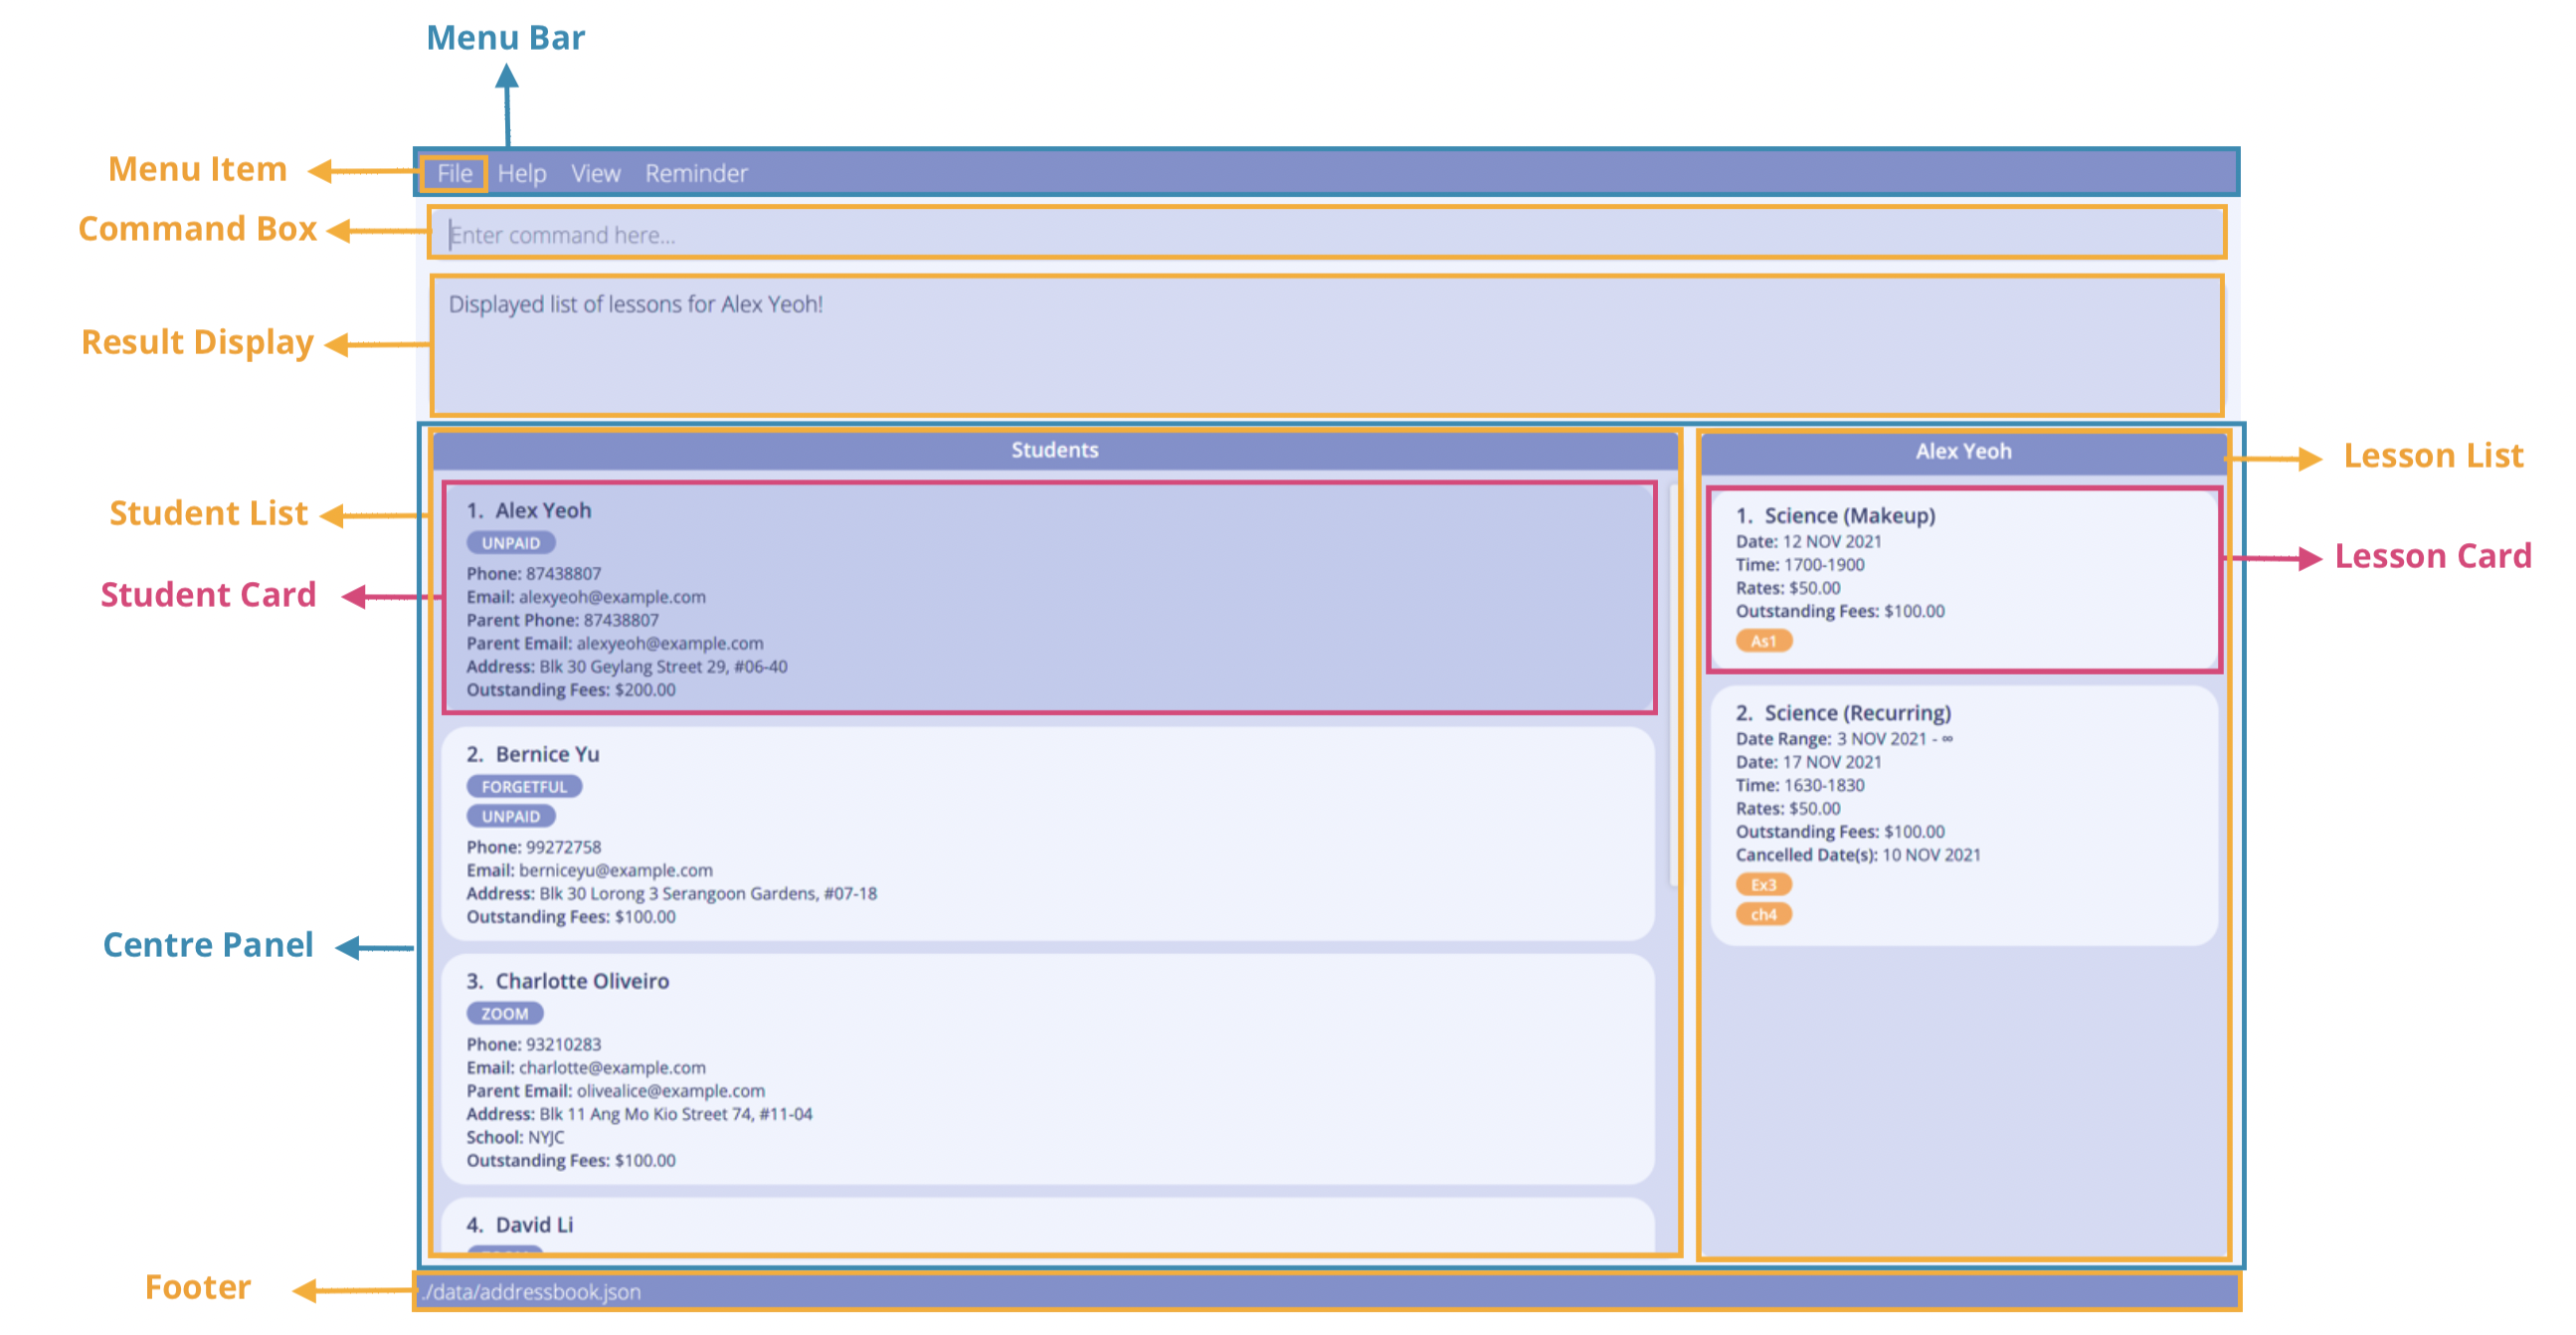 Menu Bar
Menu Item
File Help View Reminder
Command Box
Enter command here...
Result Display
Displayed list of lessons for Alex Yeoh!
Students
Student List
Student Card
1. Alex Yeoh
UNPAID
Phone: 87438807
Email: alexyeoh@example.com
Parent Phone: 87438807
Parent Email: alexyeoh@example.com
Address: Blk 30 Geylang Street 29, #06-40
Outstanding Fees: $200.00
2. Bernice Yu
FORGETFUL
UNPAID
Phone: 99272758
Email: berniceyu@example.com
Address: Blk 30 Lorong 3 Serangoon Gardens, #07-18
Outstanding Fees: $100.00
Centre Panel
3. Charlotte Oliveiro
ZOOM
Phone: 93210283
Email: charlotte@example.com
Parent Email: olivealice@example.com
Address: Blk 11 Ang Mo Kio Street 74, #11-04
School: NYJC
Outstanding Fees: $100.00
4. David Li
Alex Yeoh
Lesson List
Lesson Card
1. Science (Makeup)
Date: 12 NOV 2021
Time: 1700-1900
Rates: $50.00
Outstanding Fees: $100.00
As1
2. Science (Recurring)
Date Range: 3 NOV 2021 - ∞
Date: 17 NOV 2021
Time: 1630-1830
Rates: $50.00
Outstanding Fees: $100.00
Cancelled Date(s): 10 NOV 2021
Ex3
ch4
Footer
./data/addressbook.json